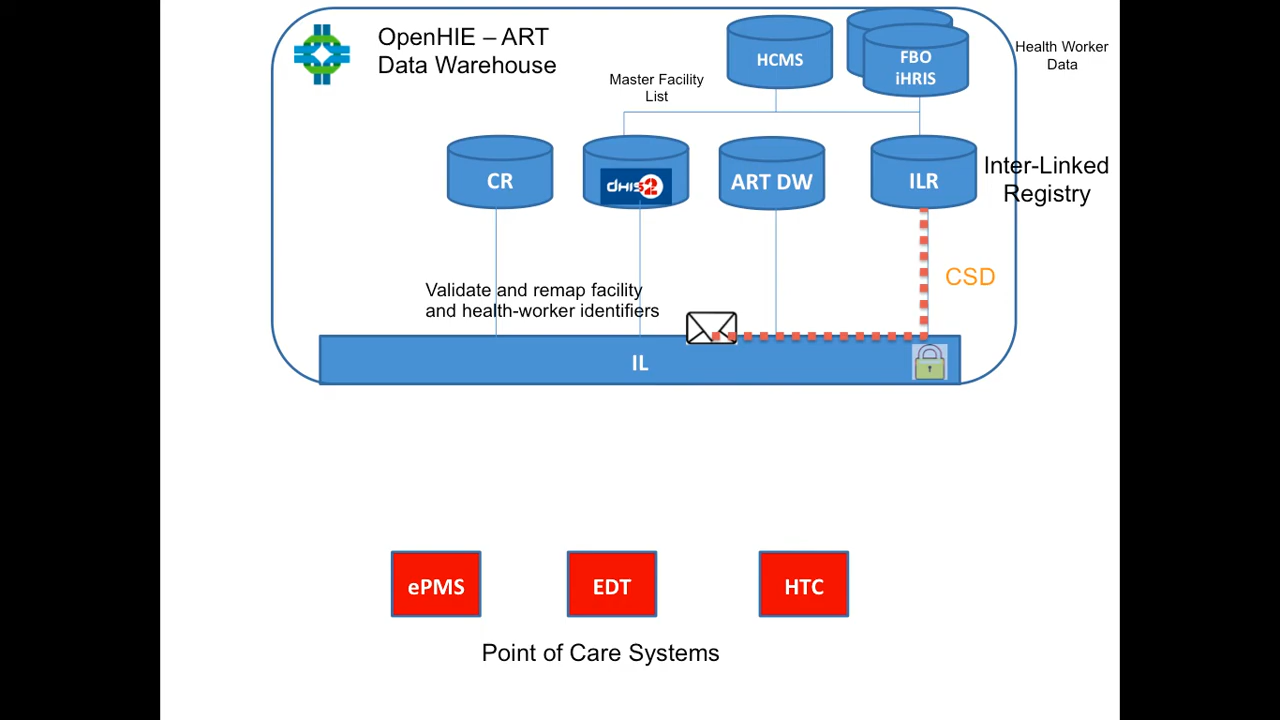 OpenHIE – ART
Data Warehouse
HCMS
FBO
iHRIS
Health Worker
Data
Master Facility
List
CR
dhis2
ART DW
ILR
Inter-Linked
Registry
CSD
Validate and remap facility
and health-worker identifiers
IL
ePMS
EDT
HTC
Point of Care Systems